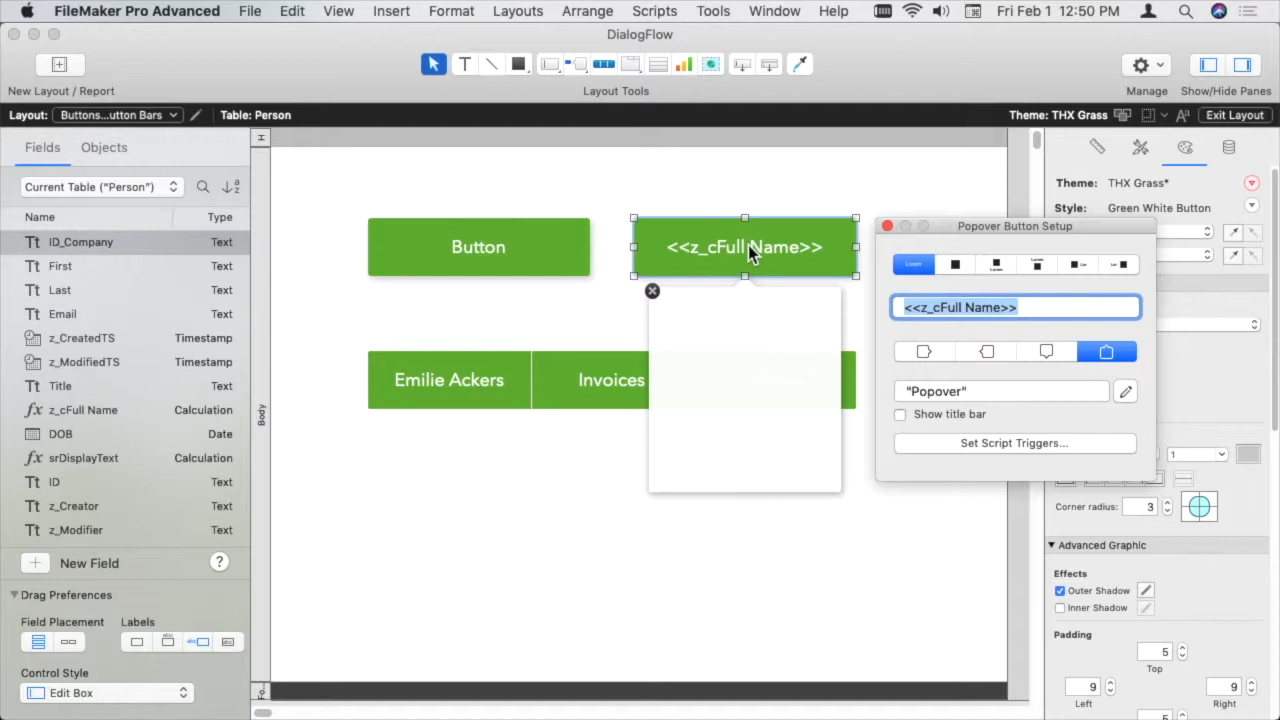 FileMaker Pro Advanced File Edit View Insert Format Layouts Arrange Scripts Tools Window Help Fri Feb 1 12:50 PM
DialogFlow
New Layout / Report Layout Tools Manage Show/Hide Panes
Layout: Buttons...utton Bars Table: Person Theme: THX Grass Exit Layout
Fields Objects
Current Table ("Person")
Name Type
ID_Company Text
First Text
Last Text
Email Text
z_CreatedTS Timestamp
z_ModifiedTS Timestamp
Title Text
z_cFull Name Calculation
DOB Date
srDisplayText Calculation
ID Text
z_Creator Text
z_Modifier Text
New Field ?
Drag Preferences
Field Placement Labels
Control Style
Edit Box
Body
Button
<<z_cFull Name>>
Emilie Ackers Invoices
Popover Button Setup
<<z_cFull Name>>
"Popover"
Show title bar
Set Script Triggers...
Theme: THX Grass*
Style: Green White Button
1
Corner radius: 3
Advanced Graphic
Effects
Outer Shadow
Inner Shadow
Padding
5
Top
9 9
Left Right
5